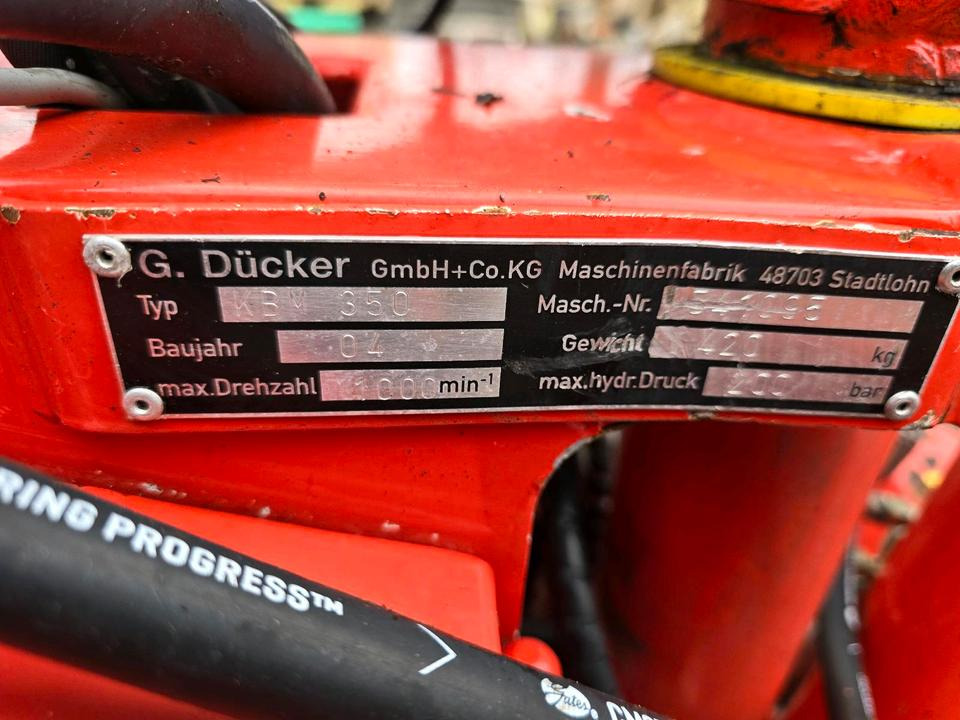 G. Dücker GmbH+Co.KG Maschinenfabrik 48703 Stadtlohn
Typ KBM 350 Masch.-Nr.
Baujahr 04 Gewicht 420 kg
max.Drehzahl 1000 min-1 max.hydr.Druck 200 bar
RING PROGRESS™
Gates.